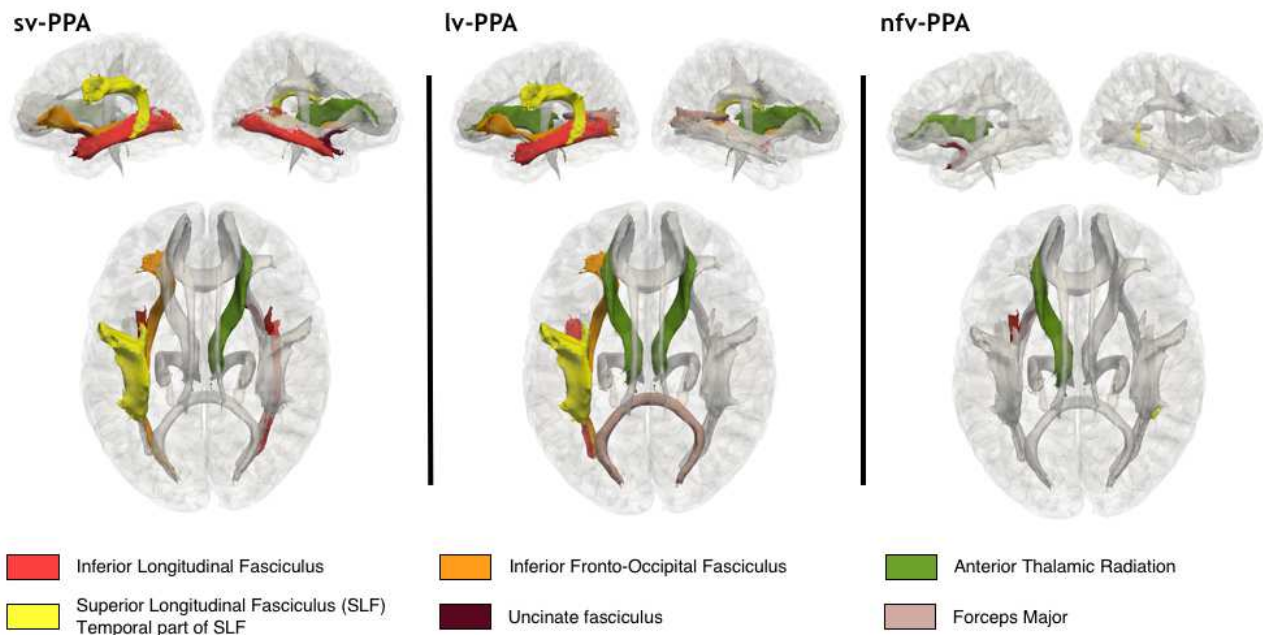 sv-PPA
lv-PPA
nfv-PPA
Inferior Longitudinal Fasciculus
Inferior Fronto-Occipital Fasciculus
Anterior Thalamic Radiation
Superior Longitudinal Fasciculus (SLF)
Temporal part of SLF
Uncinate fasciculus
Forceps Major